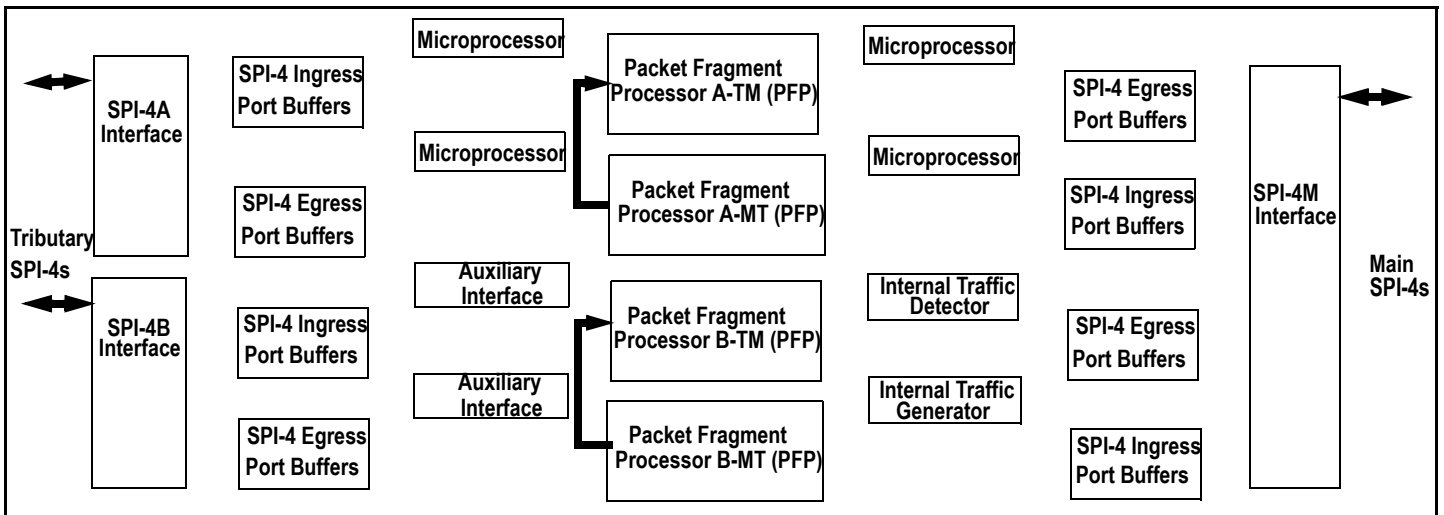 Tributary
SPI-4s
SPI-4A
Interface
SPI-4B
Interface
SPI-4 Ingress
Port Buffers
SPI-4 Egress
Port Buffers
SPI-4 Ingress
Port Buffers
SPI-4 Egress
Port Buffers
Microprocessor
Microprocessor
Auxiliary
Interface
Auxiliary
Interface
Packet Fragment
Processor A-TM (PFP)
Packet Fragment
Processor A-MT (PFP)
Packet Fragment
Processor B-TM (PFP)
Packet Fragment
Processor B-MT (PFP)
Microprocessor
Microprocessor
Internal Traffic
Detector
Internal Traffic
Generator
SPI-4 Egress
Port Buffers
SPI-4 Ingress
Port Buffers
SPI-4 Egress
Port Buffers
SPI-4 Ingress
Port Buffers
SPI-4M
Interface
Main
SPI-4s